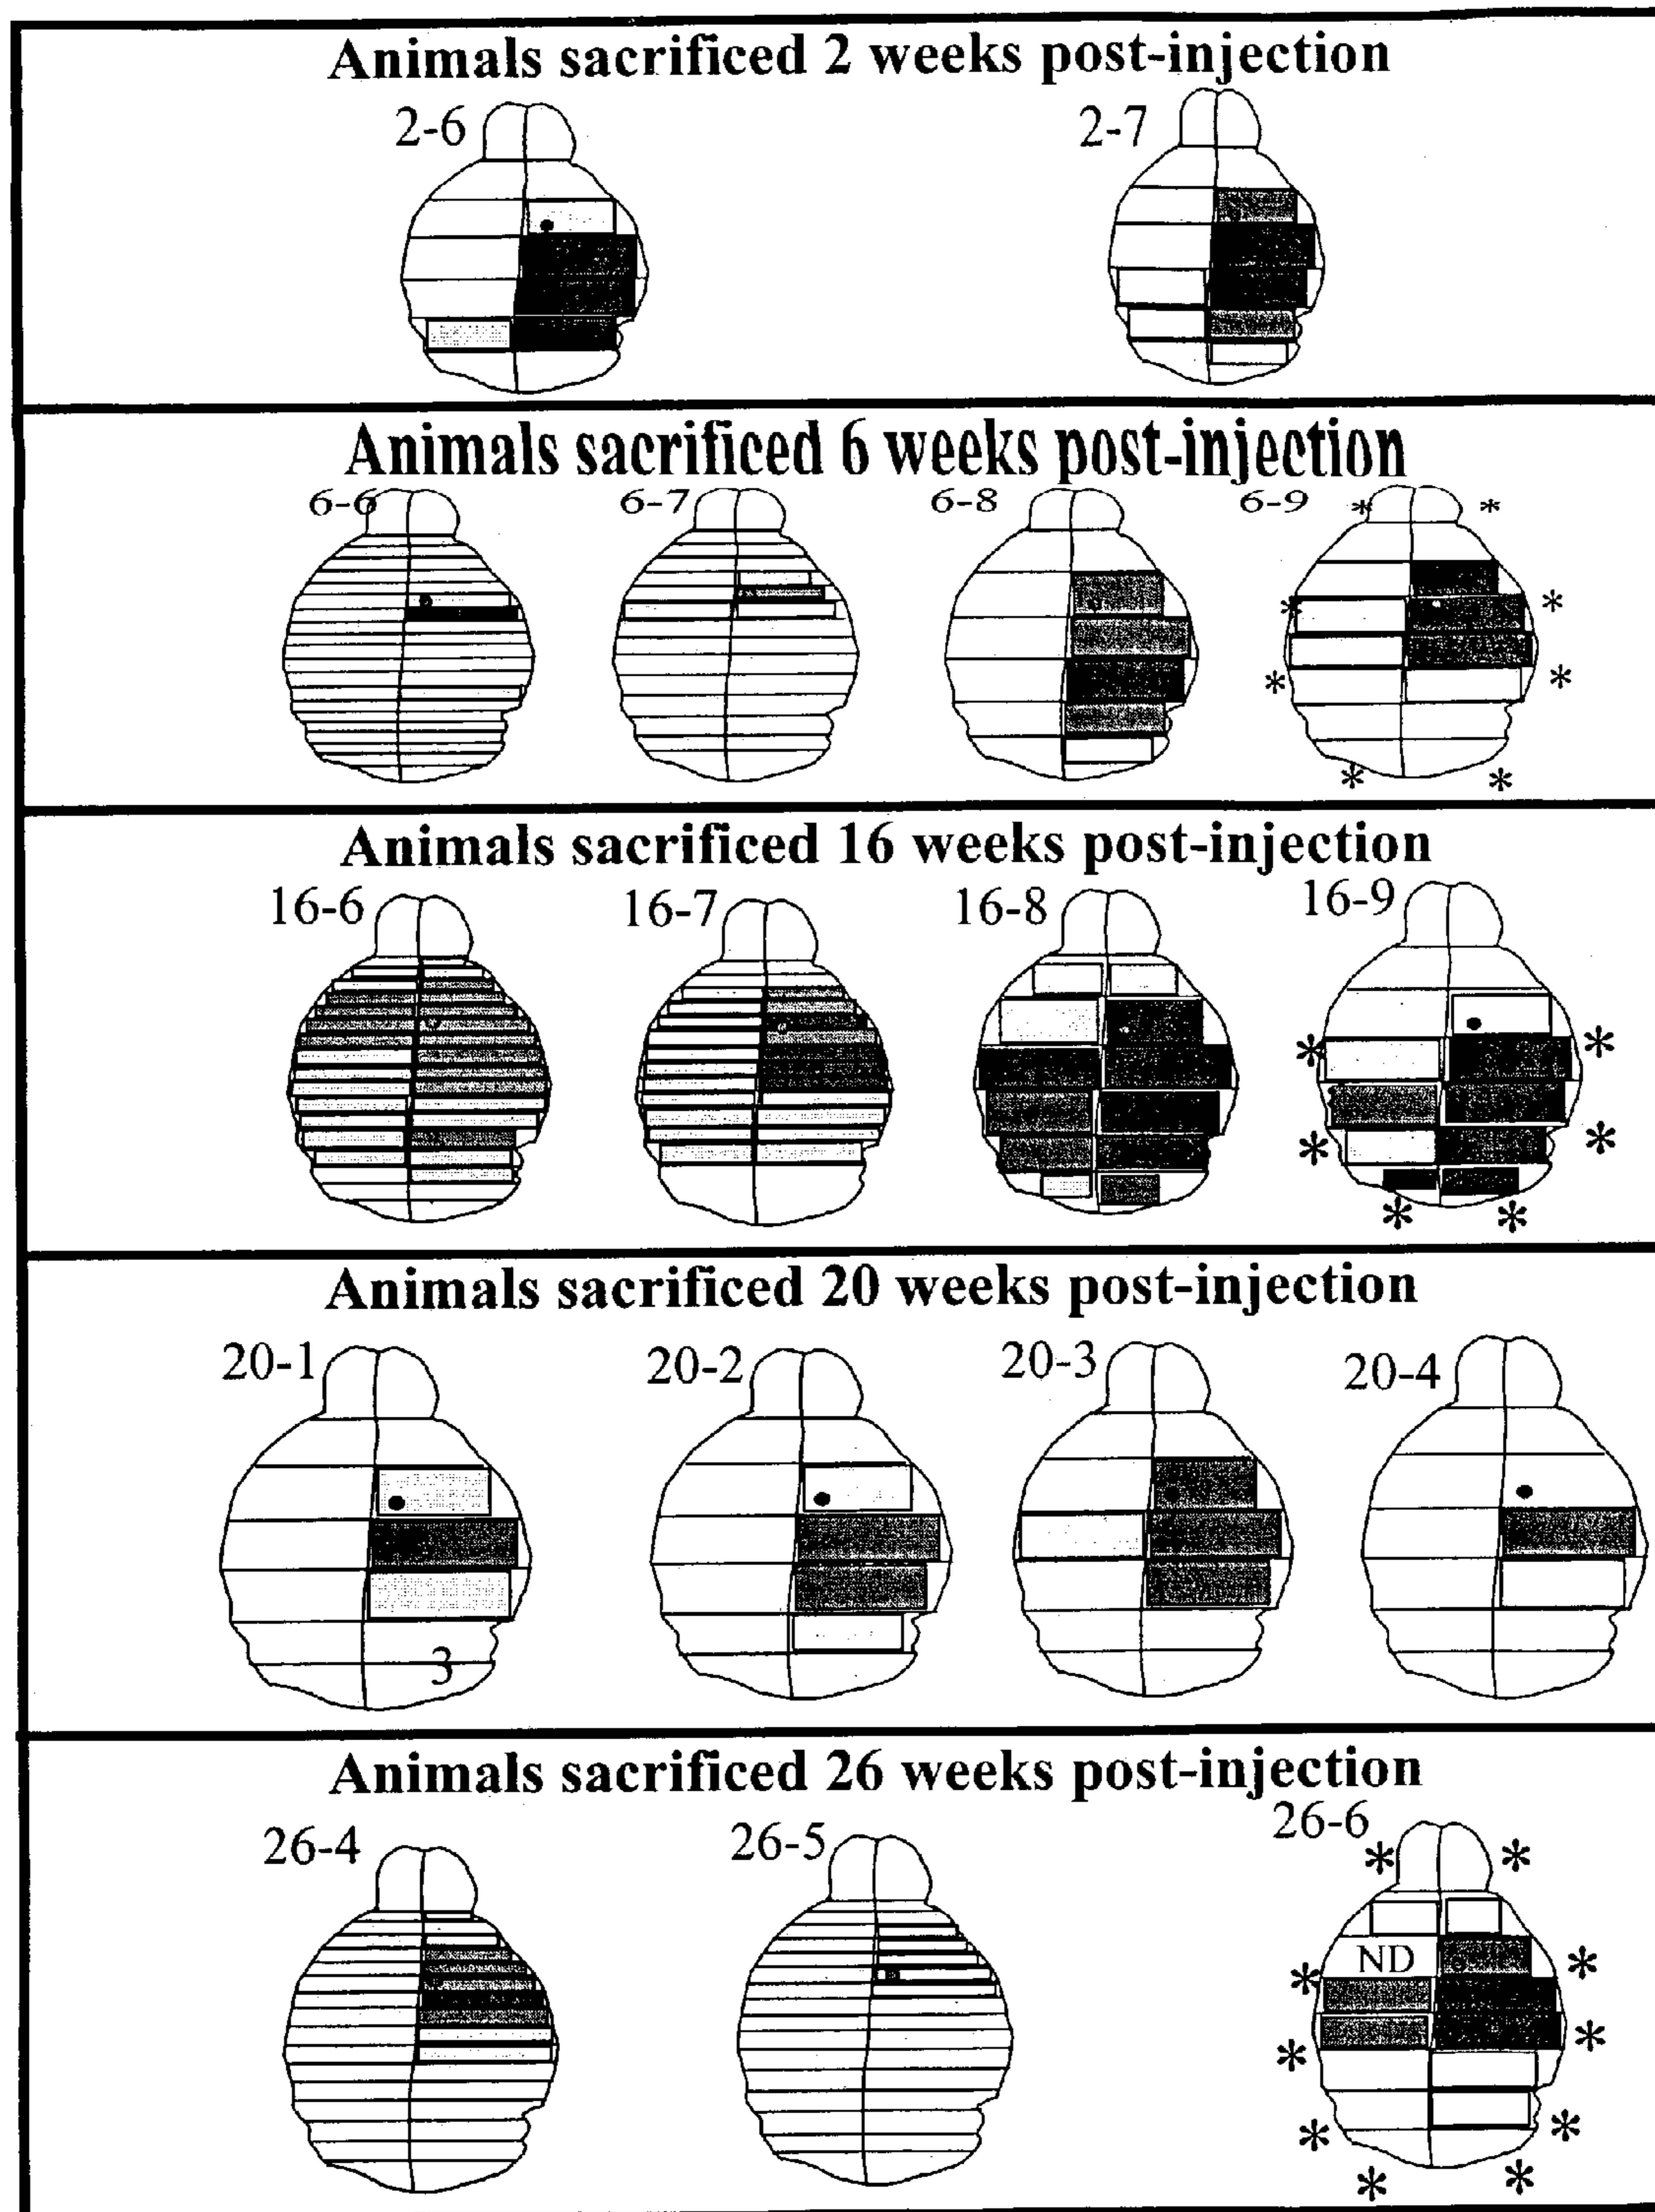 Animals sacrificed 2 weeks post-injection
2-6 2-7
Animals sacrificed 6 weeks post-injection
6-6 6-7 6-8 6-9 * *
* *
* *
* *
Animals sacrificed 16 weeks post-injection
16-6 16-7 16-8 16-9
* *
* *
* *
Animals sacrificed 20 weeks post-injection
20-1 20-2 20-3 20-4
3
Animals sacrificed 26 weeks post-injection
26-4 26-5 26-6 * *
ND *
*
* *
* *
* *